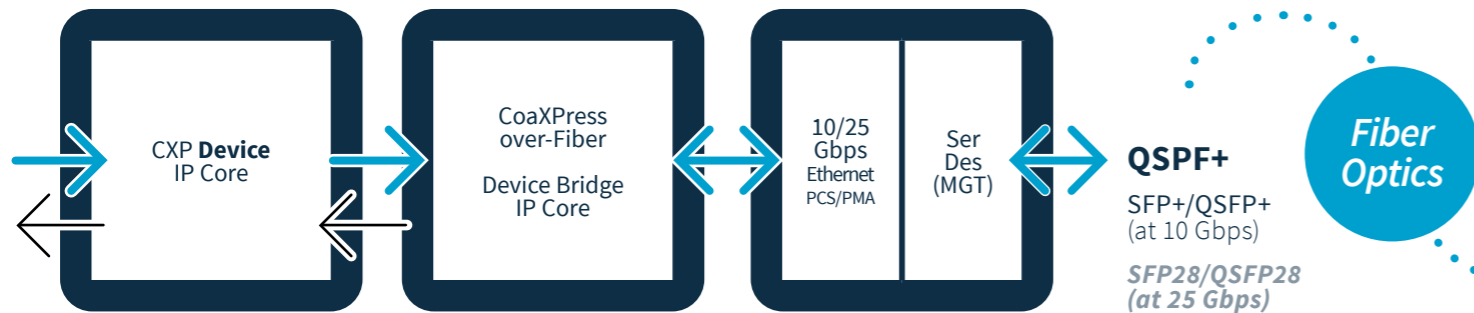 CXP Device
IP Core
CoaXPress
over-Fiber
Device Bridge
IP Core
10/25
Gbps
Ethernet
PCS/PMA
Ser
Des
(MGT)
QSPF+
SFP+/QSFP+
(at 10 Gbps)
SFP28/QSFP28
(at 25 Gbps)
Fiber
Optics